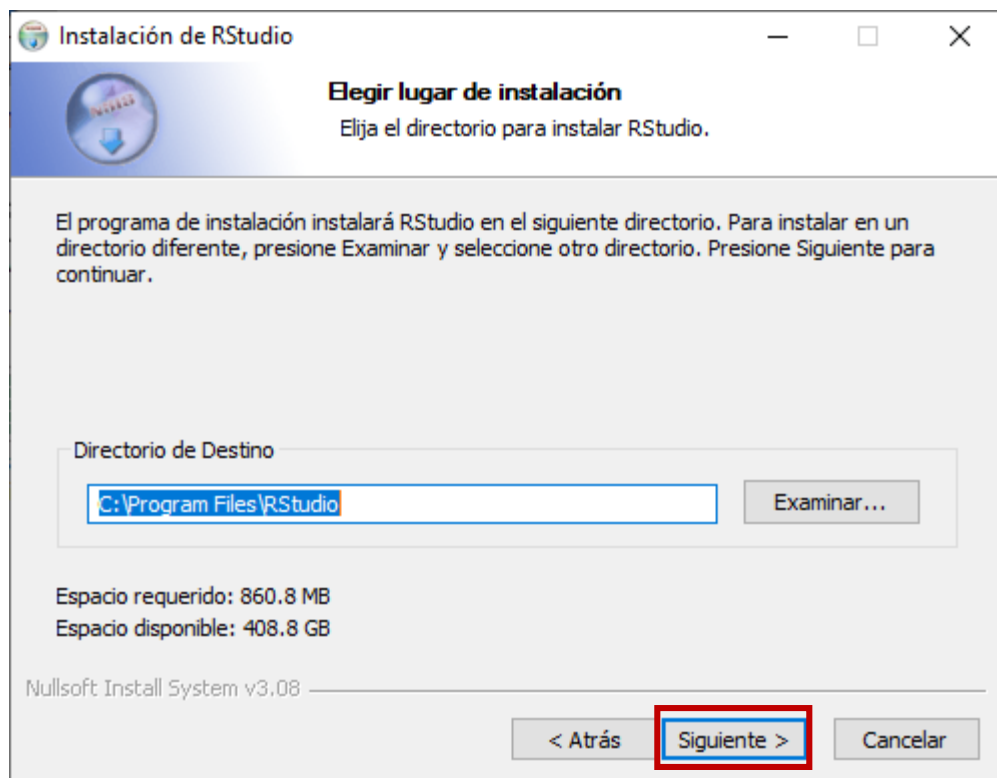 Instalación de RStudio
Elegir lugar de instalación
Elija el directorio para instalar RStudio.
El programa de instalación instalará RStudio en el siguiente directorio. Para instalar en un
directorio diferente, presione Examinar y seleccione otro directorio. Presione Siguiente para
continuar.
Directorio de Destino
C:\Program Files\RStudio
Examinar...
Espacio requerido: 860.8 MB
Espacio disponible: 408.8 GB
Nullsoft Install System v3.08
< Atrás
Siguiente >
Cancelar